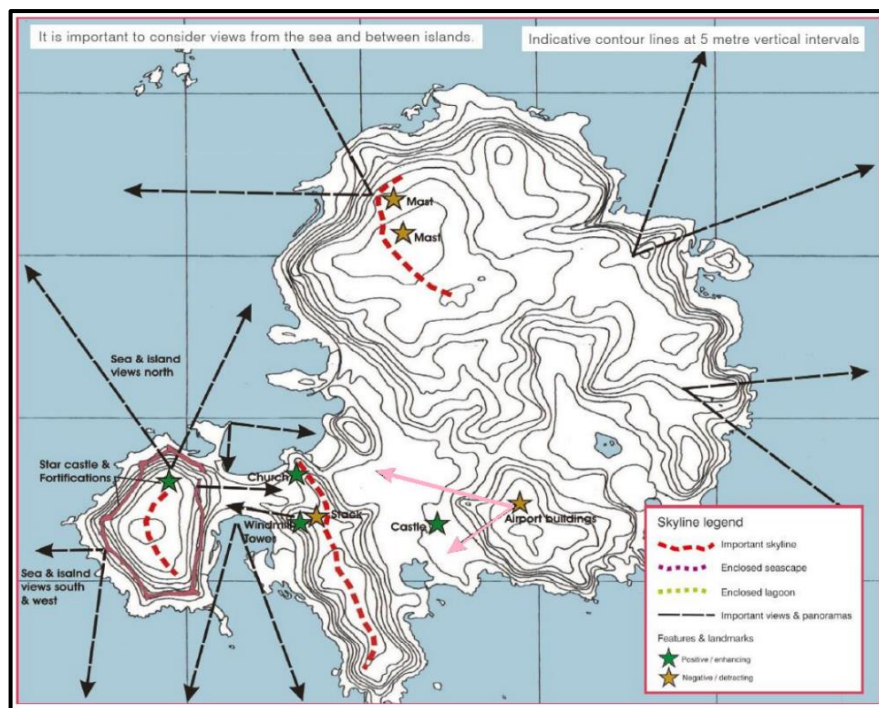 It is important to consider views from the sea and between islands.
Indicative contour lines at 5 metre vertical intervals
Mast
Mast
Sea & island
views north
Star castle &
Fortifications
Church
Stack
Windmill
Tower
Castle
Airport buildings
Sea & isalnd
views south
& west
Skyline legend
Important skyline
Enclosed seascape
Enclosed lagoon
Important views & panoramas
Features & landmarks
Positive / enhancing
Negative / detracting